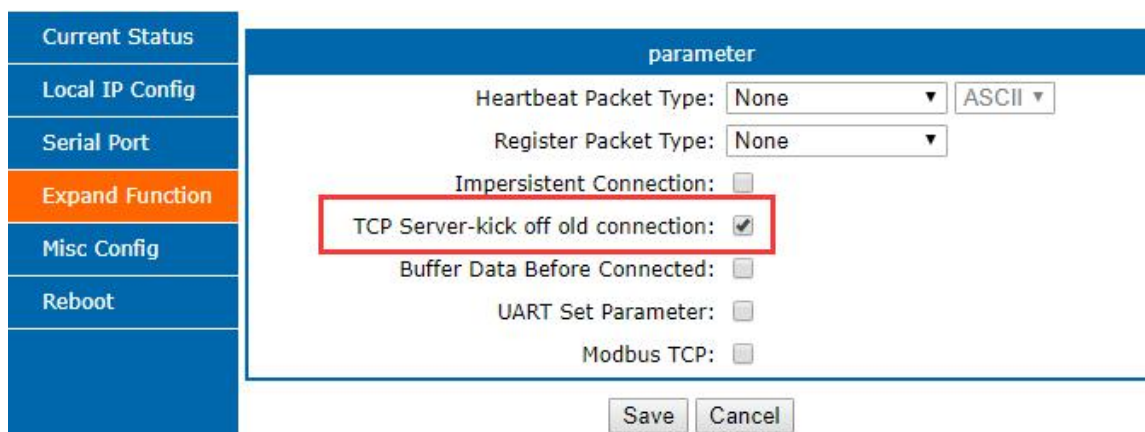 Current Status
Local IP Config
Serial Port
Expand Function
Misc Config
Reboot
parameter
Heartbeat Packet Type: None ASCII
Register Packet Type: None
Impersistent Connection:
TCP Server-kick off old connection:
Buffer Data Before Connected:
UART Set Parameter:
Modbus TCP:
Save Cancel